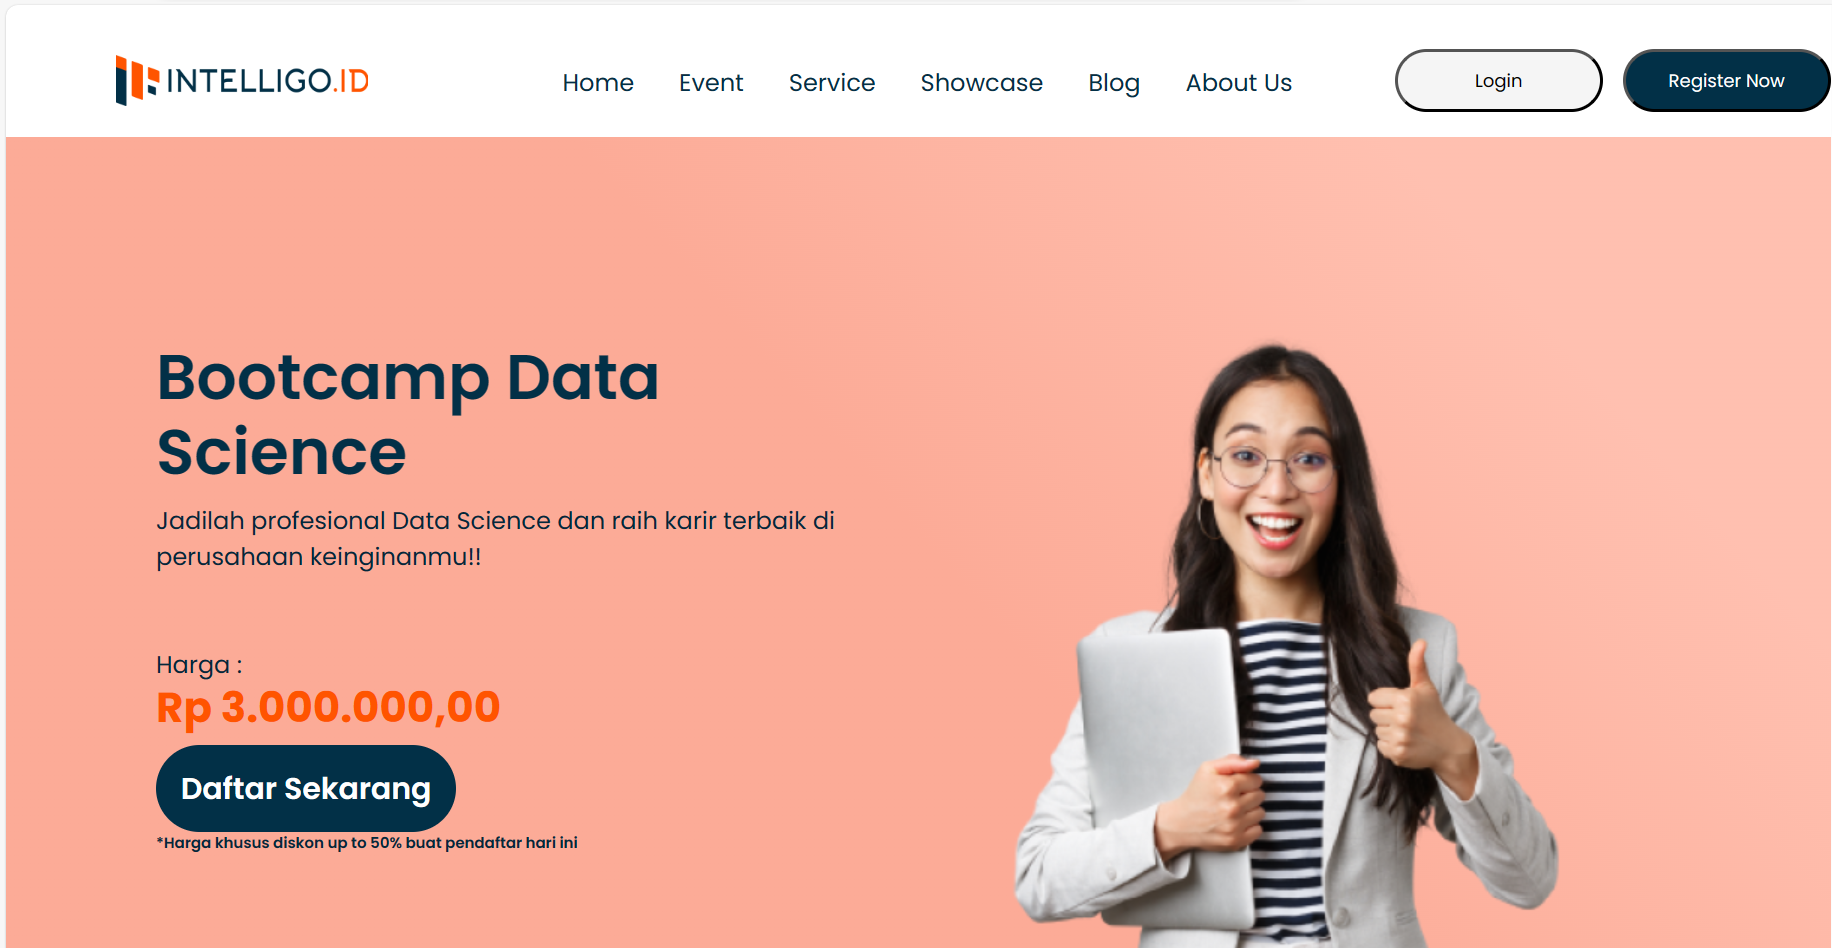 INTELLIGO.ID
Home Event Service Showcase Blog About Us
Login
Register Now
Bootcamp Data
Science
Jadilah profesional Data Science dan raih karir terbaik di
perusahaan keinginanmu!!
Harga :
Rp 3.000.000,00
Daftar Sekarang
*Harga khusus diskon up to 50% buat pendaftar hari ini